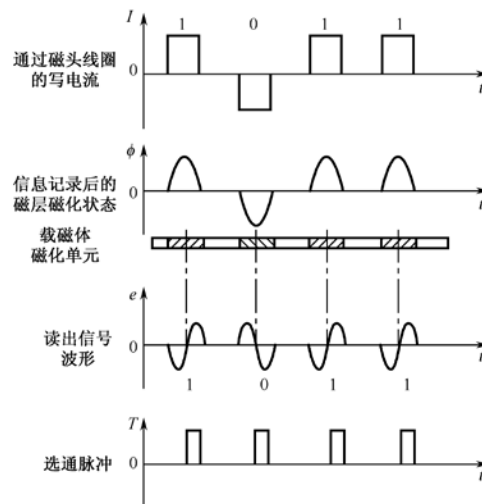 I
1 0 1 1
通过磁头线圈
的写电流
0
t
ϕ
信息记录后的
磁层磁化状态
0
t
载磁体
磁化单元
e
读出信号
波形
0
t
1 0 1 1
T
选通脉冲
0
t